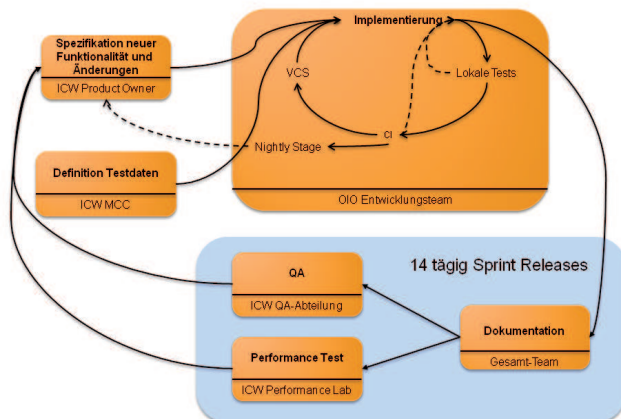 Spezifikation neuer
Funktionalität und
Änderungen
ICW Product Owner
Implementierung
VCS
Lokale Tests
CI
Nightly Stage
OIO Entwicklungsteam
Definition Testdaten
ICW MCC
14 tägig Sprint Releases
QA
ICW QA-Abteilung
Dokumentation
Gesamt-Team
Performance Test
ICW Performance Lab